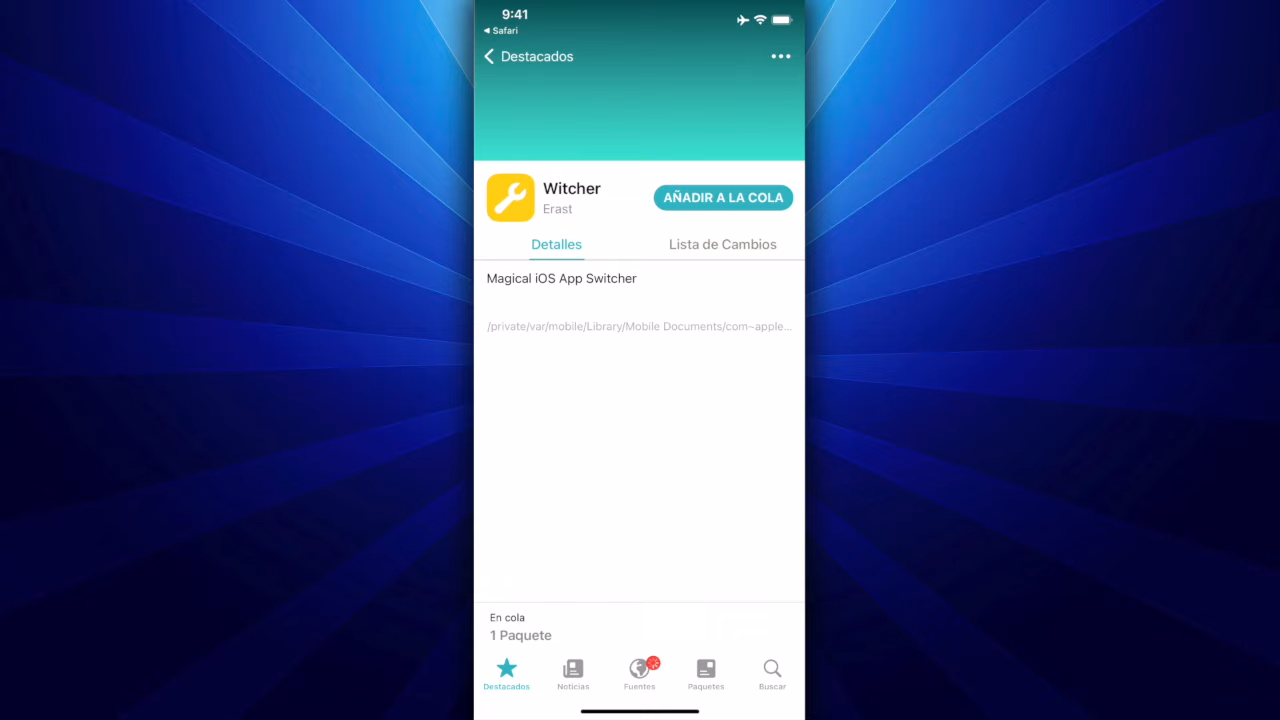 9:41
Safari
Destacados
Witcher
Erast
AÑADIR A LA COLA
Detalles
Lista de Cambios
Magical iOS App Switcher
/private/var/mobile/Library/Mobile Documents/com~apple...
En cola
1 Paquete
Destacados
Noticias
Fuentes
Paquetes
Buscar